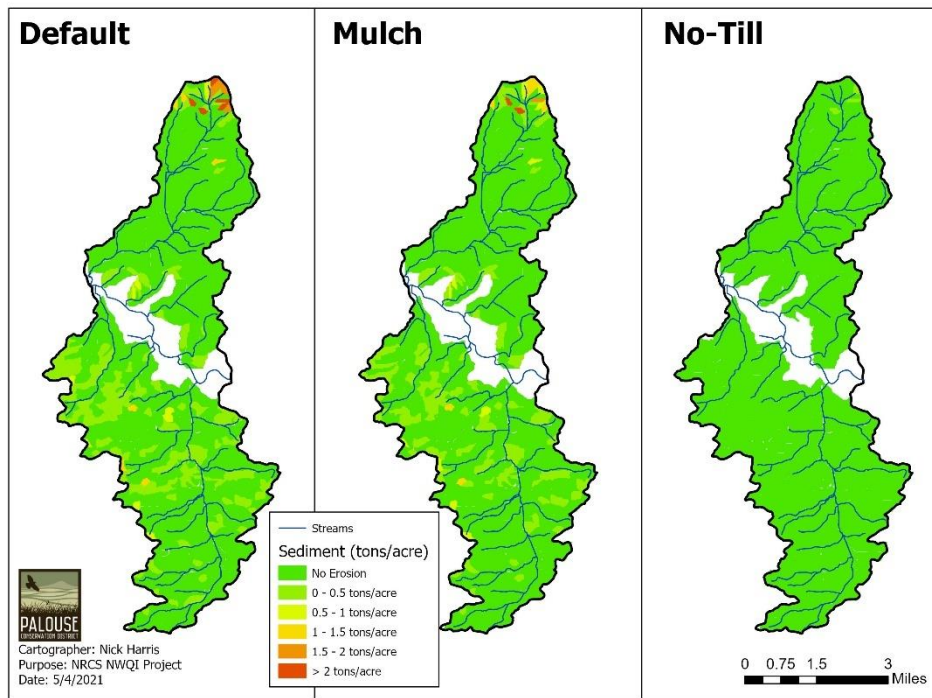 Default
Mulch
No-Till
Streams
Sediment (tons/acre)
No Erosion
0 - 0.5 tons/acre
0.5 - 1 tons/acre
1 - 1.5 tons/acre
1.5 - 2 tons/acre
> 2 tons/acre
PALOUSE
CONSERVATION DISTRICT
Cartographer: Nick Harris
Purpose: NRCS NWQI Project
Date: 5/4/2021
0 0.75 1.5 3
Miles